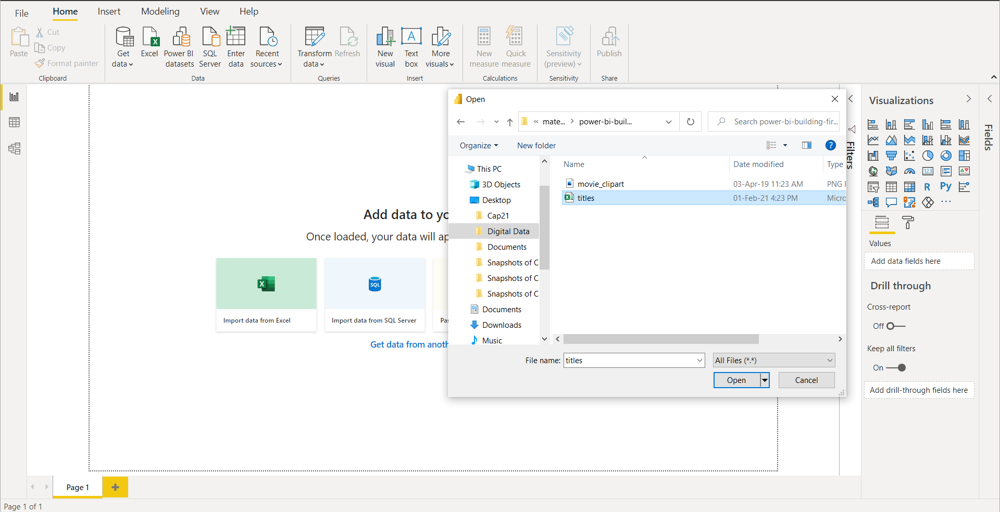 File
Home
Insert
Modeling
View
Help
Paste
Cut
Copy
Format painter
Clipboard
Get data
Excel
Power BI datasets
SQL Server
Enter data
Recent sources
Data
Transform data
Refresh
Queries
New visual
Text box
More visuals
Insert
New measure
Quick measure
Calculations
Sensitivity (preview)
Sensitivity
Publish
Share
Add data to yo
Once loaded, your data will ap
SQL
Import data from Excel
Import data from SQL Server
Pas
Get data from anoth
Open
« mate... > power-bi-buil...
Search power-bi-building-fir...
Organize
New folder
This PC
3D Objects
Desktop
Cap21
Digital Data
Documents
Snapshots of C
Snapshots of C
Snapshots of C
Documents
Downloads
Music
Name
Date modified
Type
movie_clipart
03-Apr-19 11:23 AM
PNG F
titles
01-Feb-21 4:23 PM
Micro
File name:
titles
All Files (*.*)
Open
Cancel
Filters
Visualizations
123
R
Py
Values
Add data fields here
Drill through
Cross-report
Off
Keep all filters
On
Add drill-through fields here
Fields
Page 1
Page 1 of 1